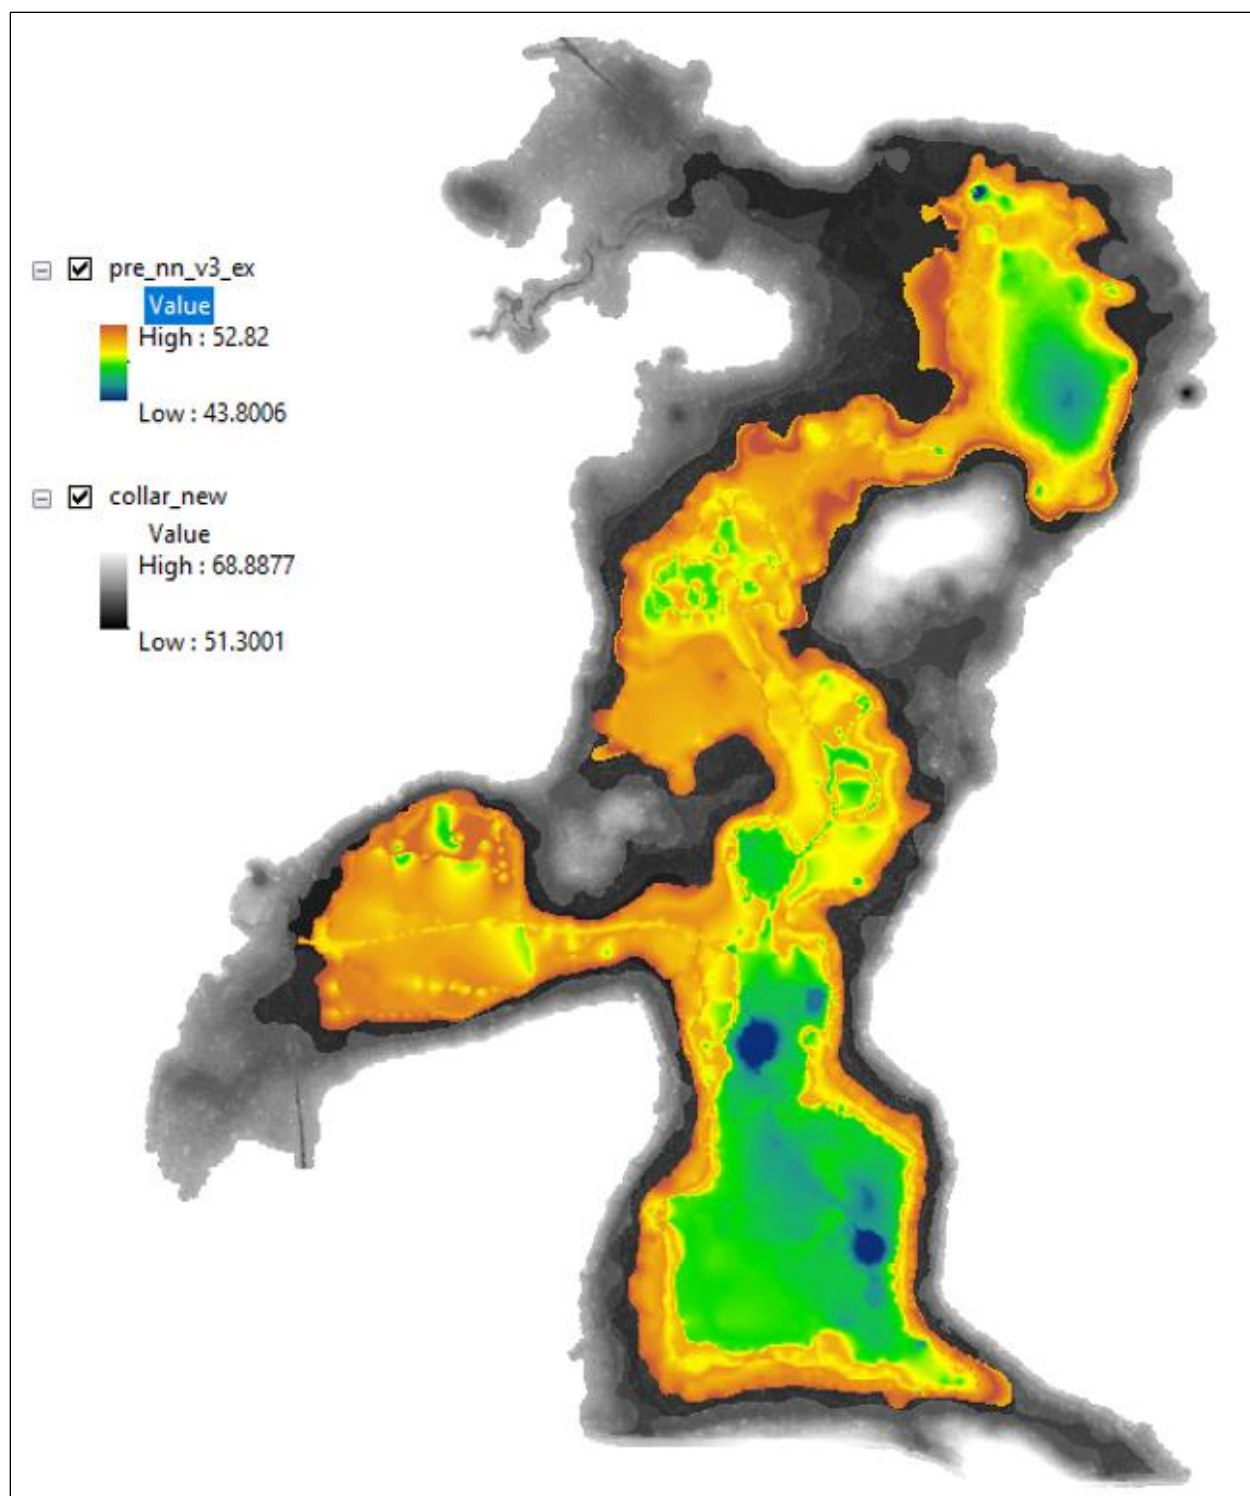 pre_nn_v3_ex
Value
High : 52.82
Low : 43.8006
collar_new
Value
High : 68.8877
Low : 51.3001